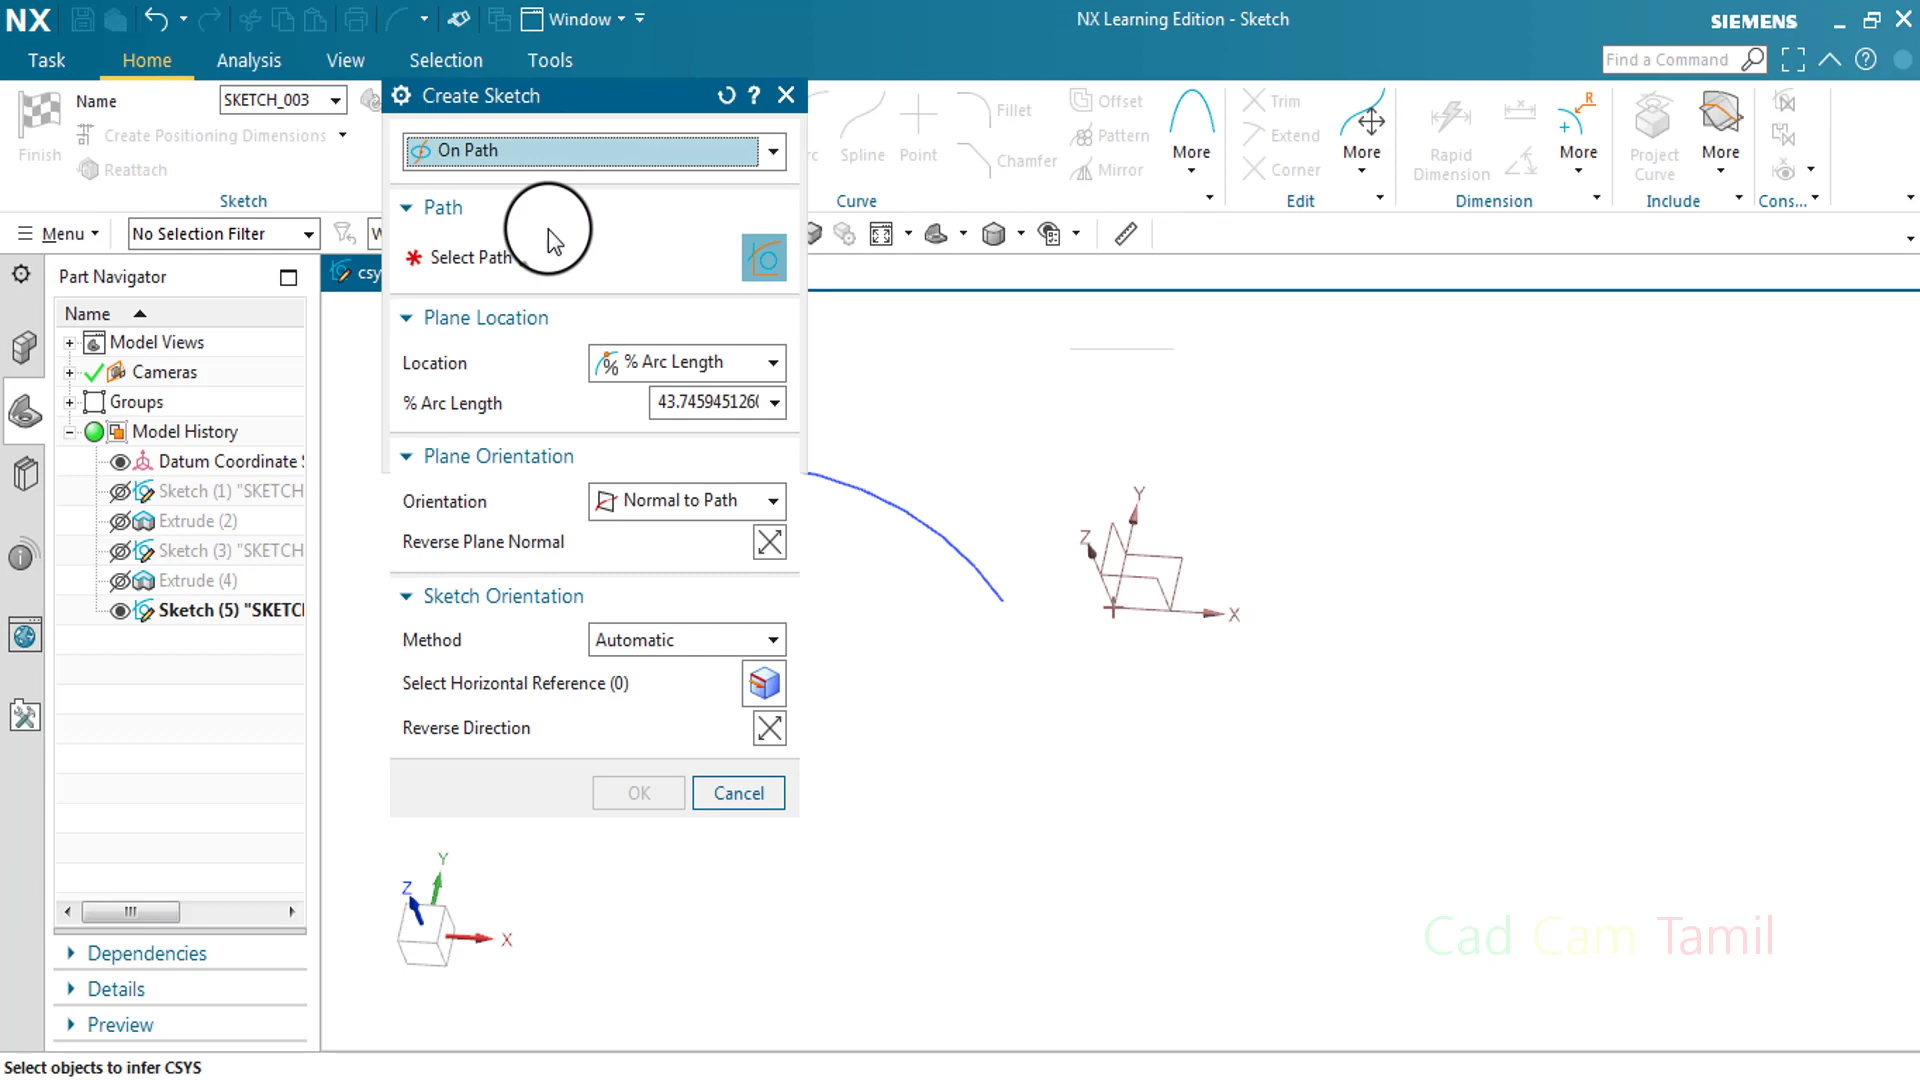 NX
Window
NX Learning Edition - Sketch
SIEMENS
Task
Home
Analysis
View
Selection
Tools
Find a Command
Name
SKETCH_003
Create Positioning Dimensions
Finish
Reattach
Sketch
Create Sketch
On Path
Path
Select Path
Plane Location
Location
% Arc Length
% Arc Length
Plane Orientation
Orientation
Normal to Path
Reverse Plane Normal
Sketch Orientation
Method
Automatic
Select Horizontal Reference (0)
Reverse Direction
OK
Cancel
Spline
Point
Fillet
Chamfer
Offset
Pattern
Mirror
More
Curve
Trim
Extend
Corner
More
Edit
Rapid
Dimension
More
Dimension
Project
Curve
More
Include
Cons...
Menu
No Selection Filter
Part Navigator
Name
Model Views
Cameras
Groups
Model History
Datum Coordinate
Sketch (1) "SKETCH
Extrude (2)
Sketch (3) "SKETCH
Extrude (4)
Sketch (5) "SKETC
Dependencies
Details
Preview
Y
Z
X
Y
Z
X
Cad Cam Tamil
Select objects to infer CSYS